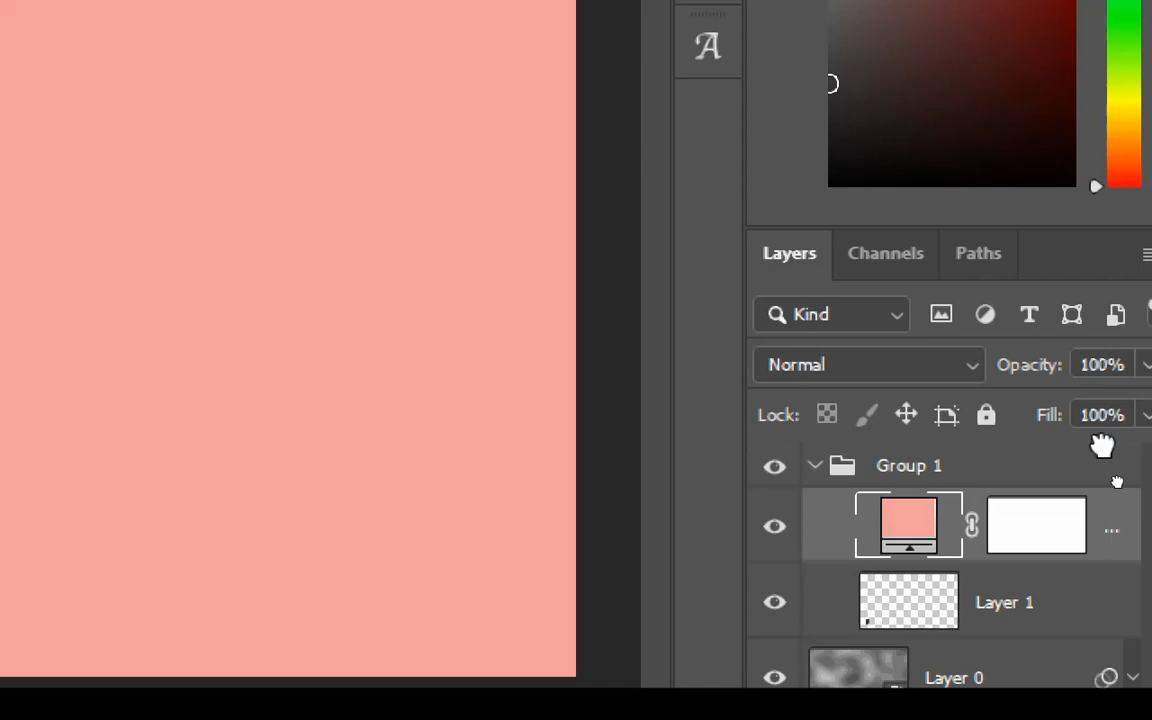 A
Layers Channels Paths
Kind T
Normal Opacity: 100%
Lock: Fill: 100%
Group 1
...
Layer 1
Layer 0